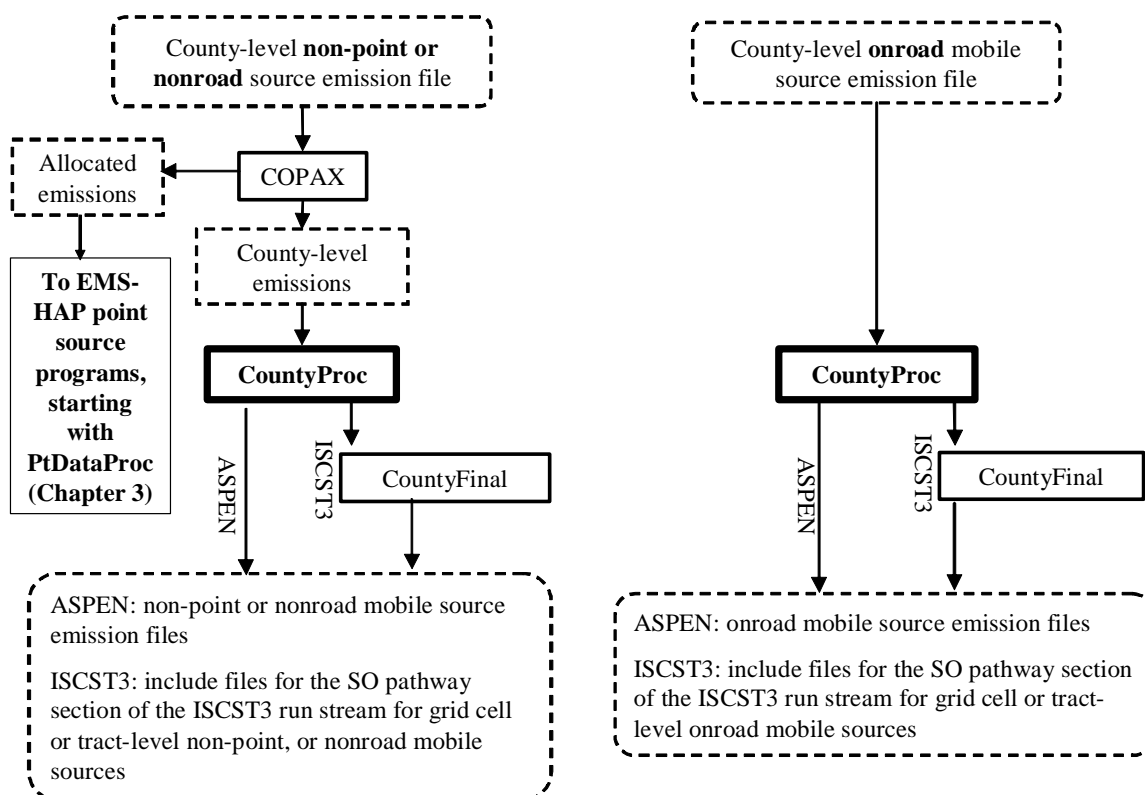 County-level non-point or
nonroad source emission file
Allocated
emissions
COPAX
County-level
emissions
To EMS-
HAP point
source
programs,
starting
with
PtDataProc
(Chapter 3)
CountyProc
ASPEN
ISCST3
CountyFinal
ASPEN: non-point or nonroad mobile source
emission files
ISCST3: include files for the SO pathway
section of the ISCST3 run stream for grid cell
or tract-level non-point, or nonroad mobile
sources
County-level onroad mobile
source emission file
CountyProc
ASPEN
ISCST3
CountyFinal
ASPEN: onroad mobile source emission files
ISCST3: include files for the SO pathway section
of the ISCST3 run stream for grid cell or tract-
level onroad mobile sources